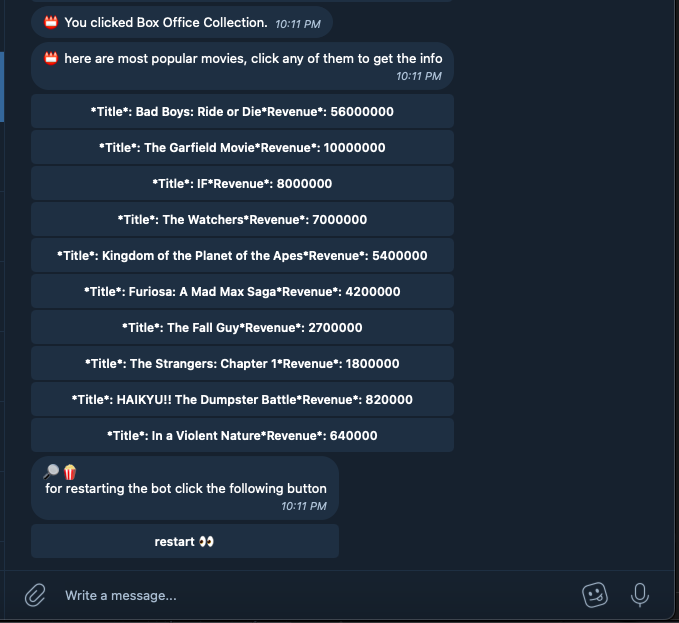 📛 You clicked Box Office Collection. 10:11 PM
📛 here are most popular movies, click any of them to get the info
10:11 PM
*Title*: Bad Boys: Ride or Die*Revenue*: 56000000
*Title*: The Garfield Movie*Revenue*: 10000000
*Title*: IF*Revenue*: 8000000
*Title*: The Watchers*Revenue*: 7000000
*Title*: Kingdom of the Planet of the Apes*Revenue*: 5400000
*Title*: Furiosa: A Mad Max Saga*Revenue*: 4200000
*Title*: The Fall Guy*Revenue*: 2700000
*Title*: The Strangers: Chapter 1*Revenue*: 1800000
*Title*: HAIKYU!! The Dumpster Battle*Revenue*: 820000
*Title*: In a Violent Nature*Revenue*: 640000
🔎🍿
for restarting the bot click the following button
10:11 PM
restart 👀
Write a message...